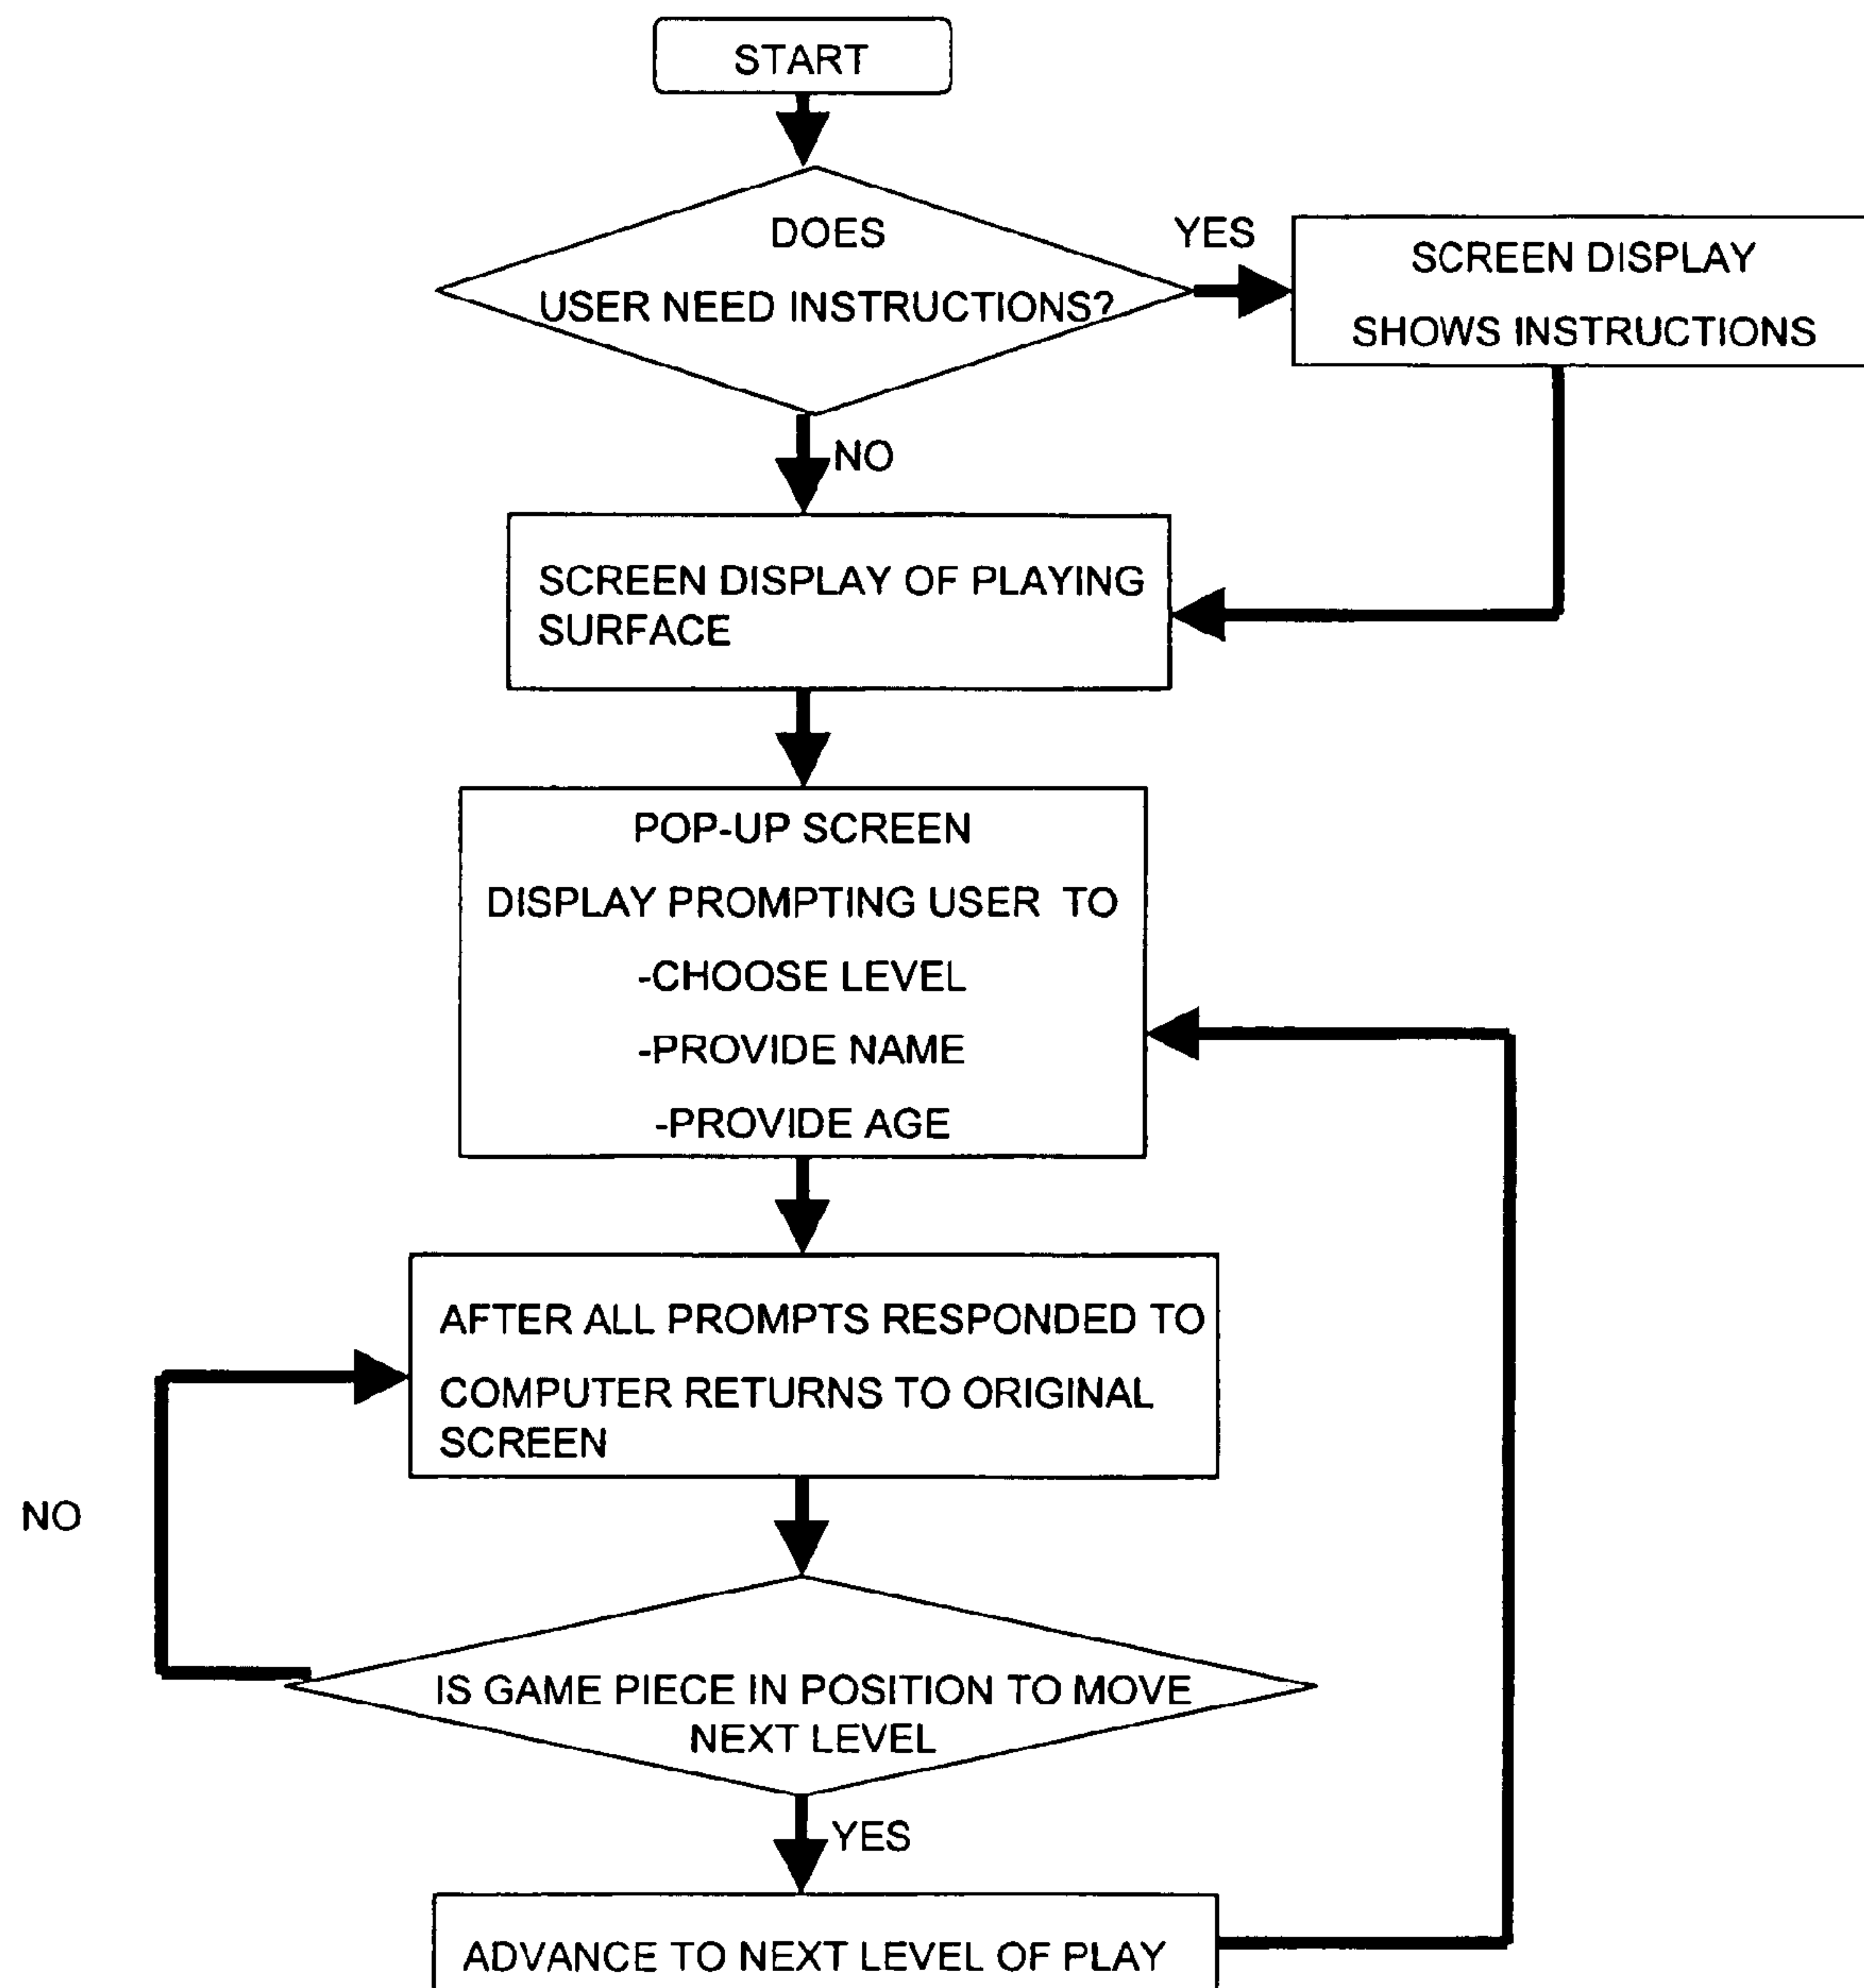 START
DOES
USER NEED INSTRUCTIONS?
YES
SCREEN DISPLAY
SHOWS INSTRUCTIONS
NO
SCREEN DISPLAY OF PLAYING
SURFACE
POP-UP SCREEN
DISPLAY PROMPTING USER TO
-CHOOSE LEVEL
-PROVIDE NAME
-PROVIDE AGE
AFTER ALL PROMPTS RESPONDED TO
COMPUTER RETURNS TO ORIGINAL
SCREEN
NO
IS GAME PIECE IN POSITION TO MOVE
NEXT LEVEL
YES
ADVANCE TO NEXT LEVEL OF PLAY